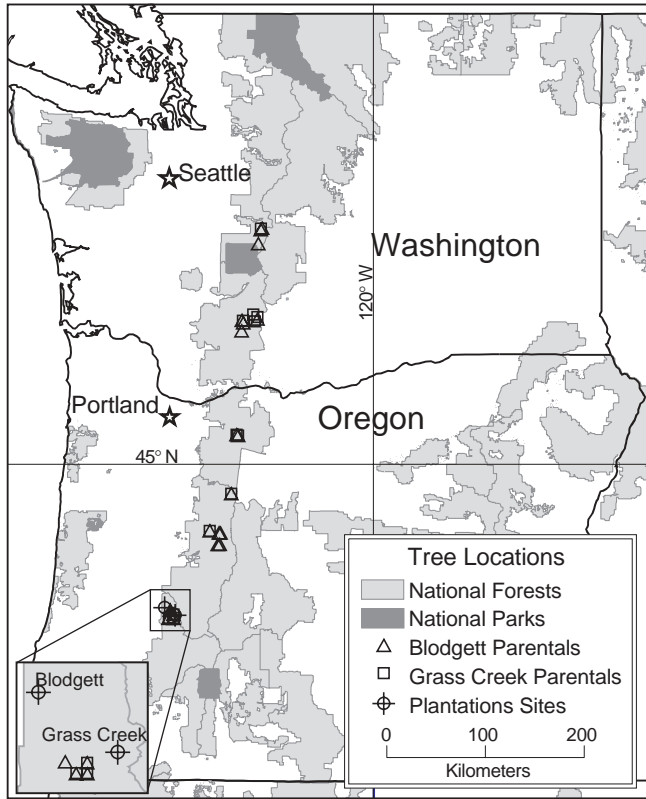 Seattle
Washington
120° W
Portland
Oregon
45° N
Tree Locations
National Forests
National Parks
Blodgett Parentals
Grass Creek Parentals
Plantations Sites
0 100 200
Kilometers
Blodgett
Grass Creek